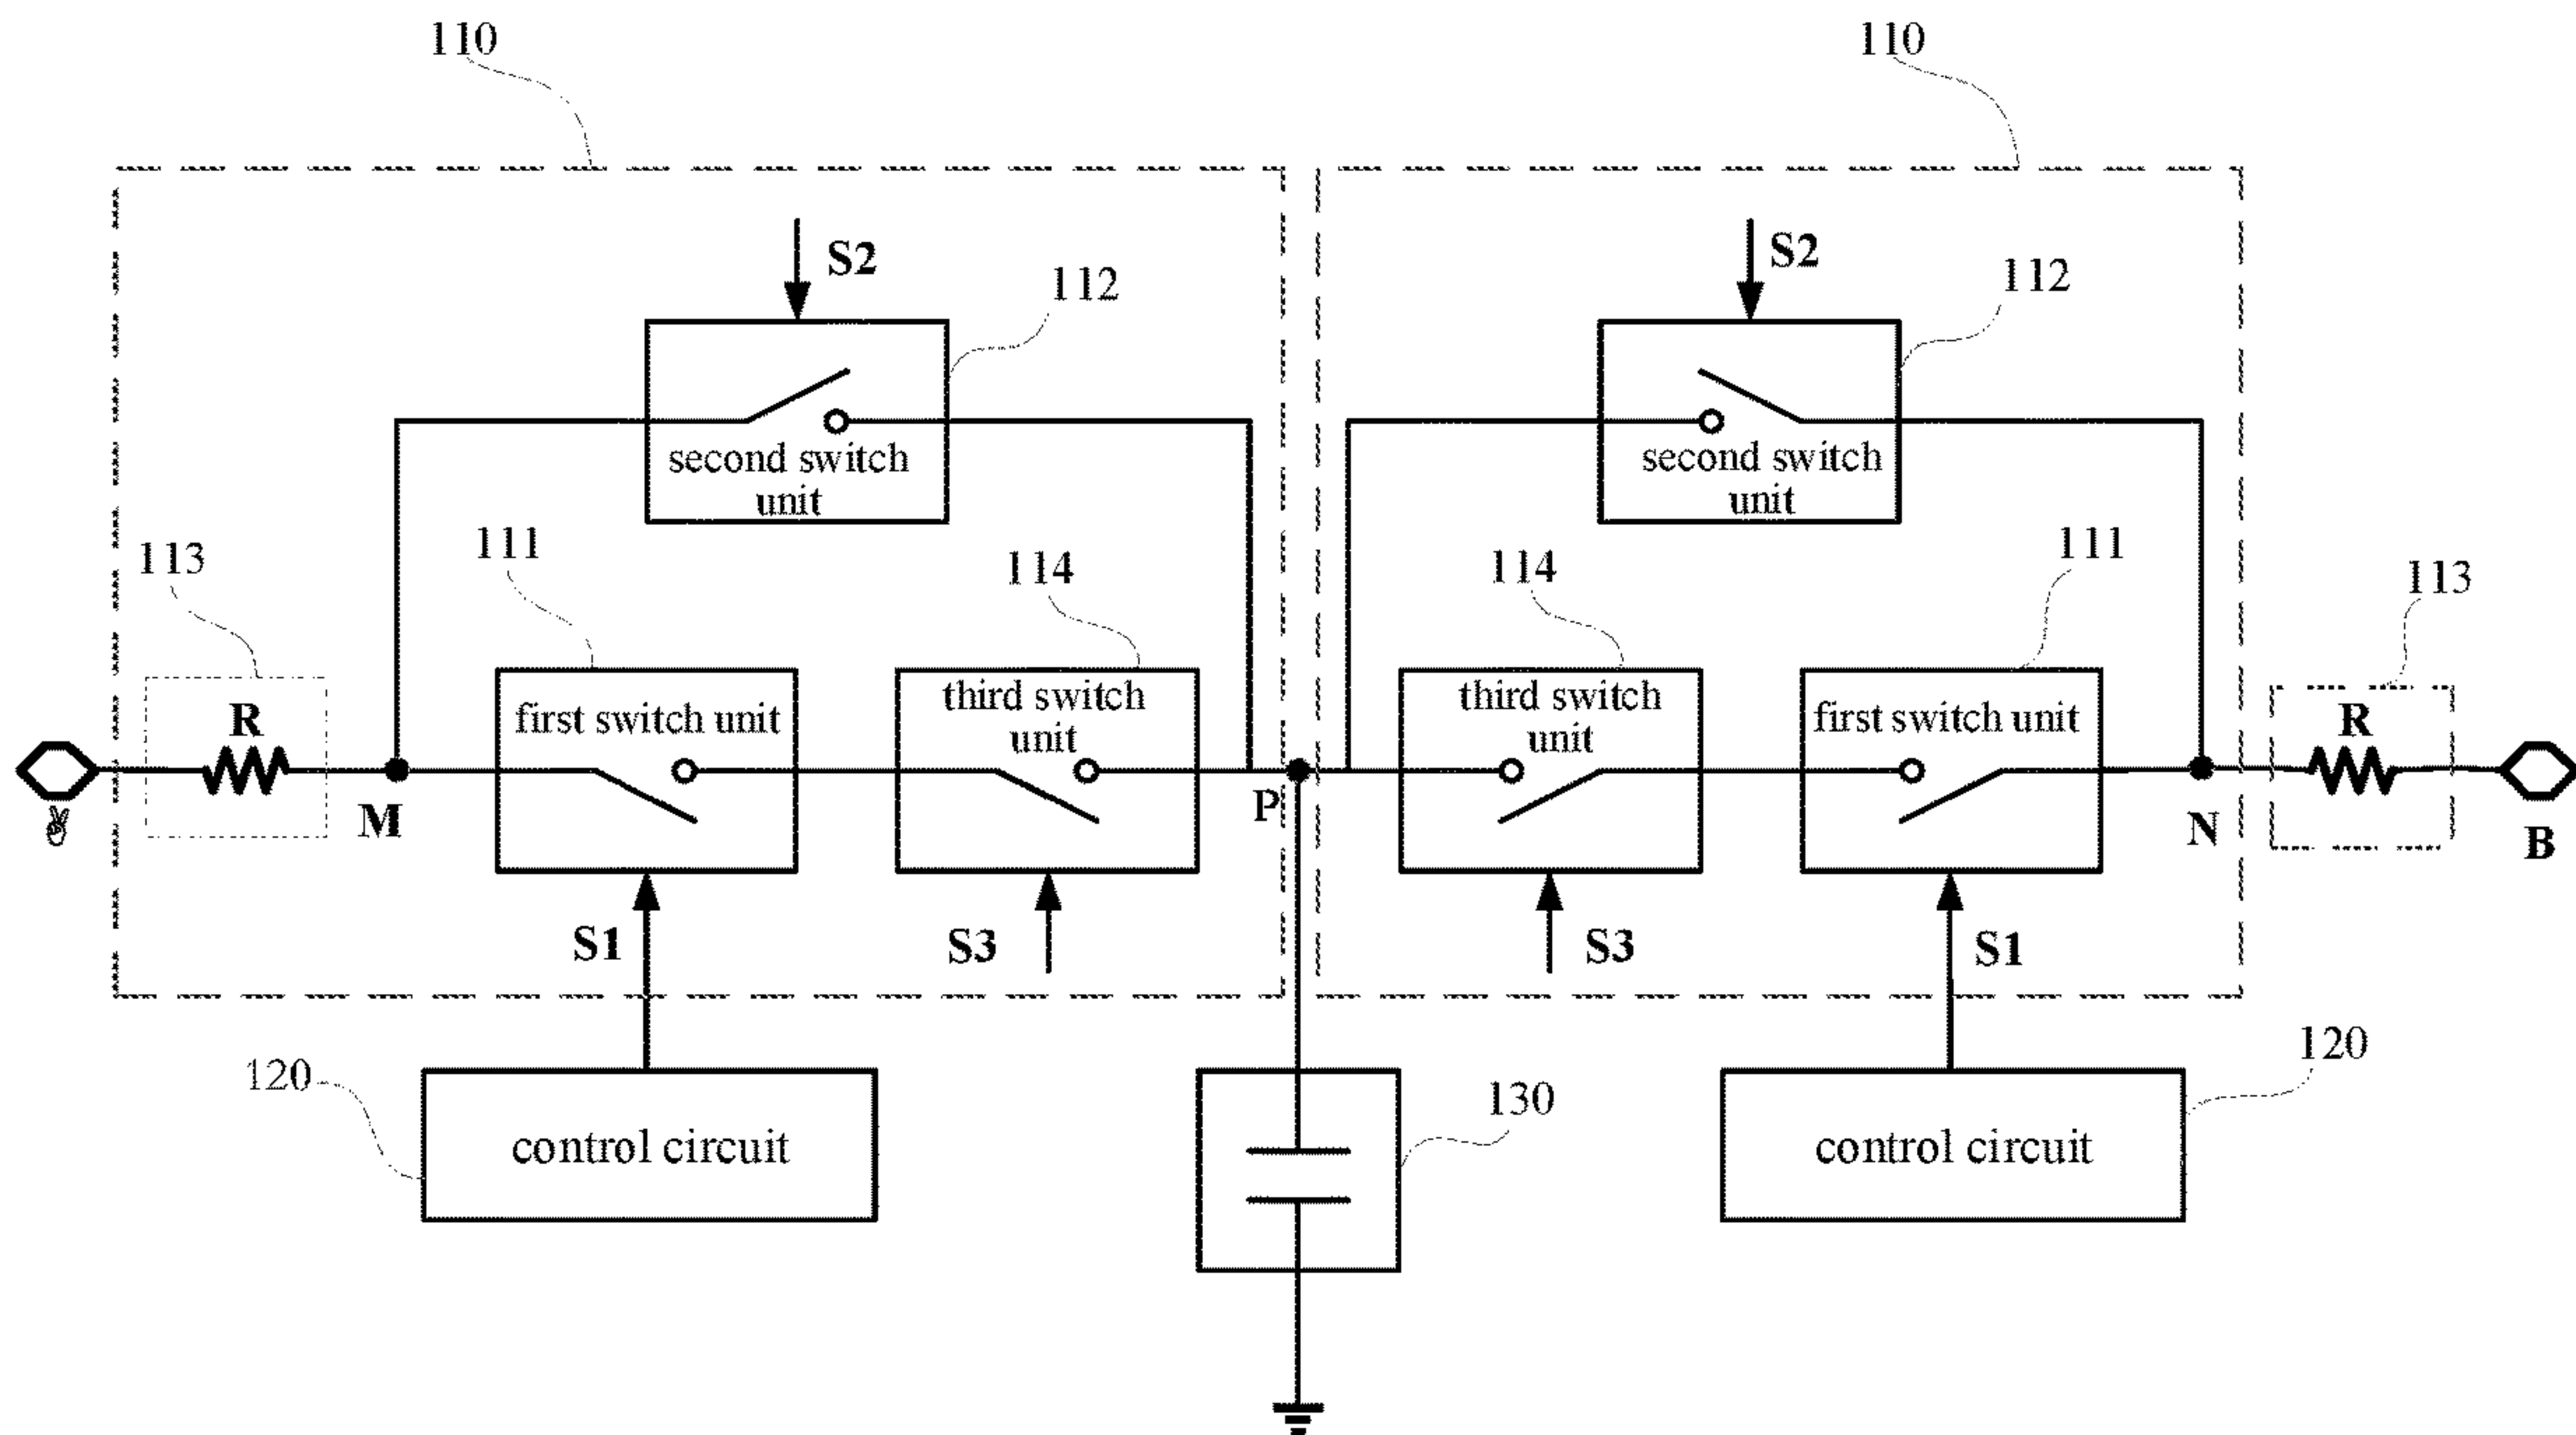 110
110
S2
S2
112
112
second switch
unit
second switch
unit
113
111
114
114
111
113
R
first switch unit
third switch
unit
third switch
unit
first switch unit
R
M
P
N
B
✌
S1
S3
S3
S1
120
control circuit
130
control circuit
120